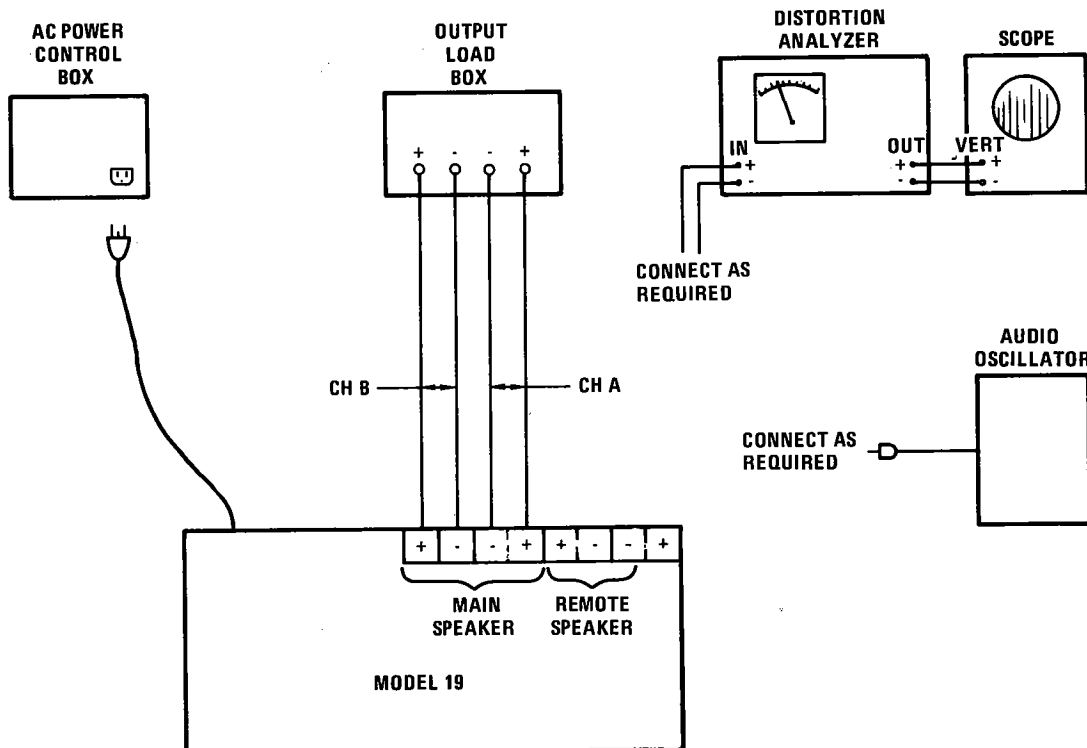 AC POWER
CONTROL
BOX
OUTPUT
LOAD
BOX
+ - - +
DISTORTION
ANALYZER
IN
+
-
OUT
+
-
SCOPE
VERT
+
-
CONNECT AS
REQUIRED
AUDIO
OSCILLATOR
CONNECT AS
REQUIRED
CH B
CH A
+ - - + + - - +
MAIN
SPEAKER
REMOTE
SPEAKER
MODEL 19